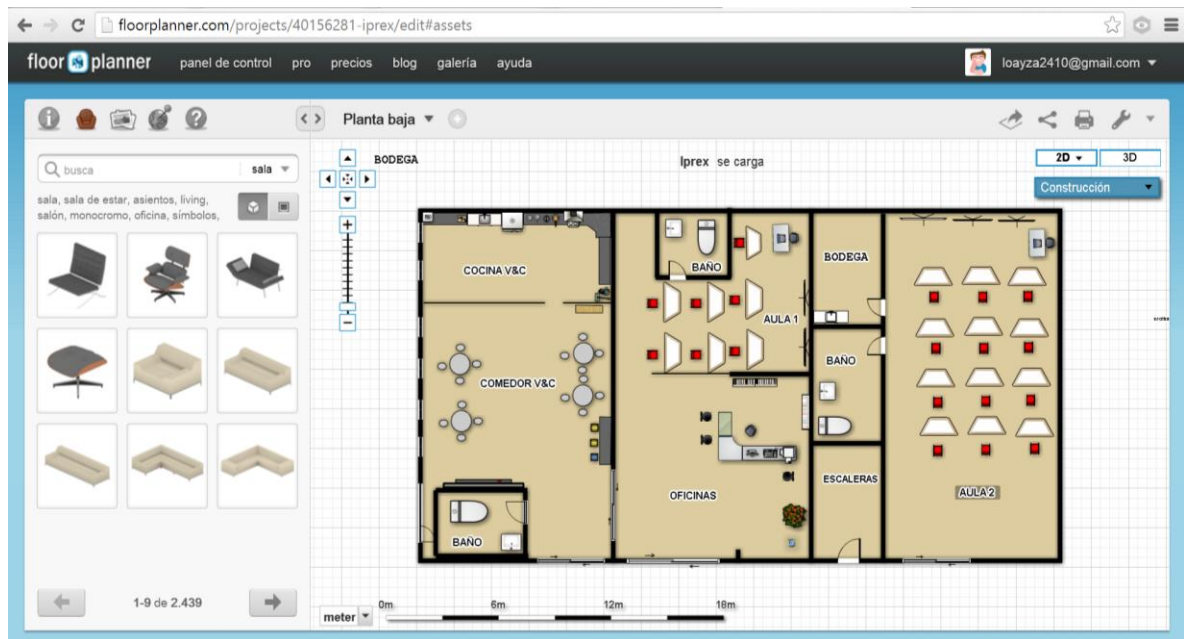 floorplanner.com/projects/40156281-iprex/edit#assets
floor planner panel de control pro precios blog galería ayuda loayza2410@gmail.com
Planta baja
busca sala
sala, sala de estar, asientos, living,
salón, monocromo, oficina, símbolos,
BODEGA
Iprex se carga
2D 3D
Construcción
COCINA V&C
BAÑO
BODEGA
AULA 1
BAÑO
COMEDOR V&C
ESCALERAS
OFICINAS
AULA 2
BAÑO
1-9 de 2.439
meter 0m 6m 12m 18m